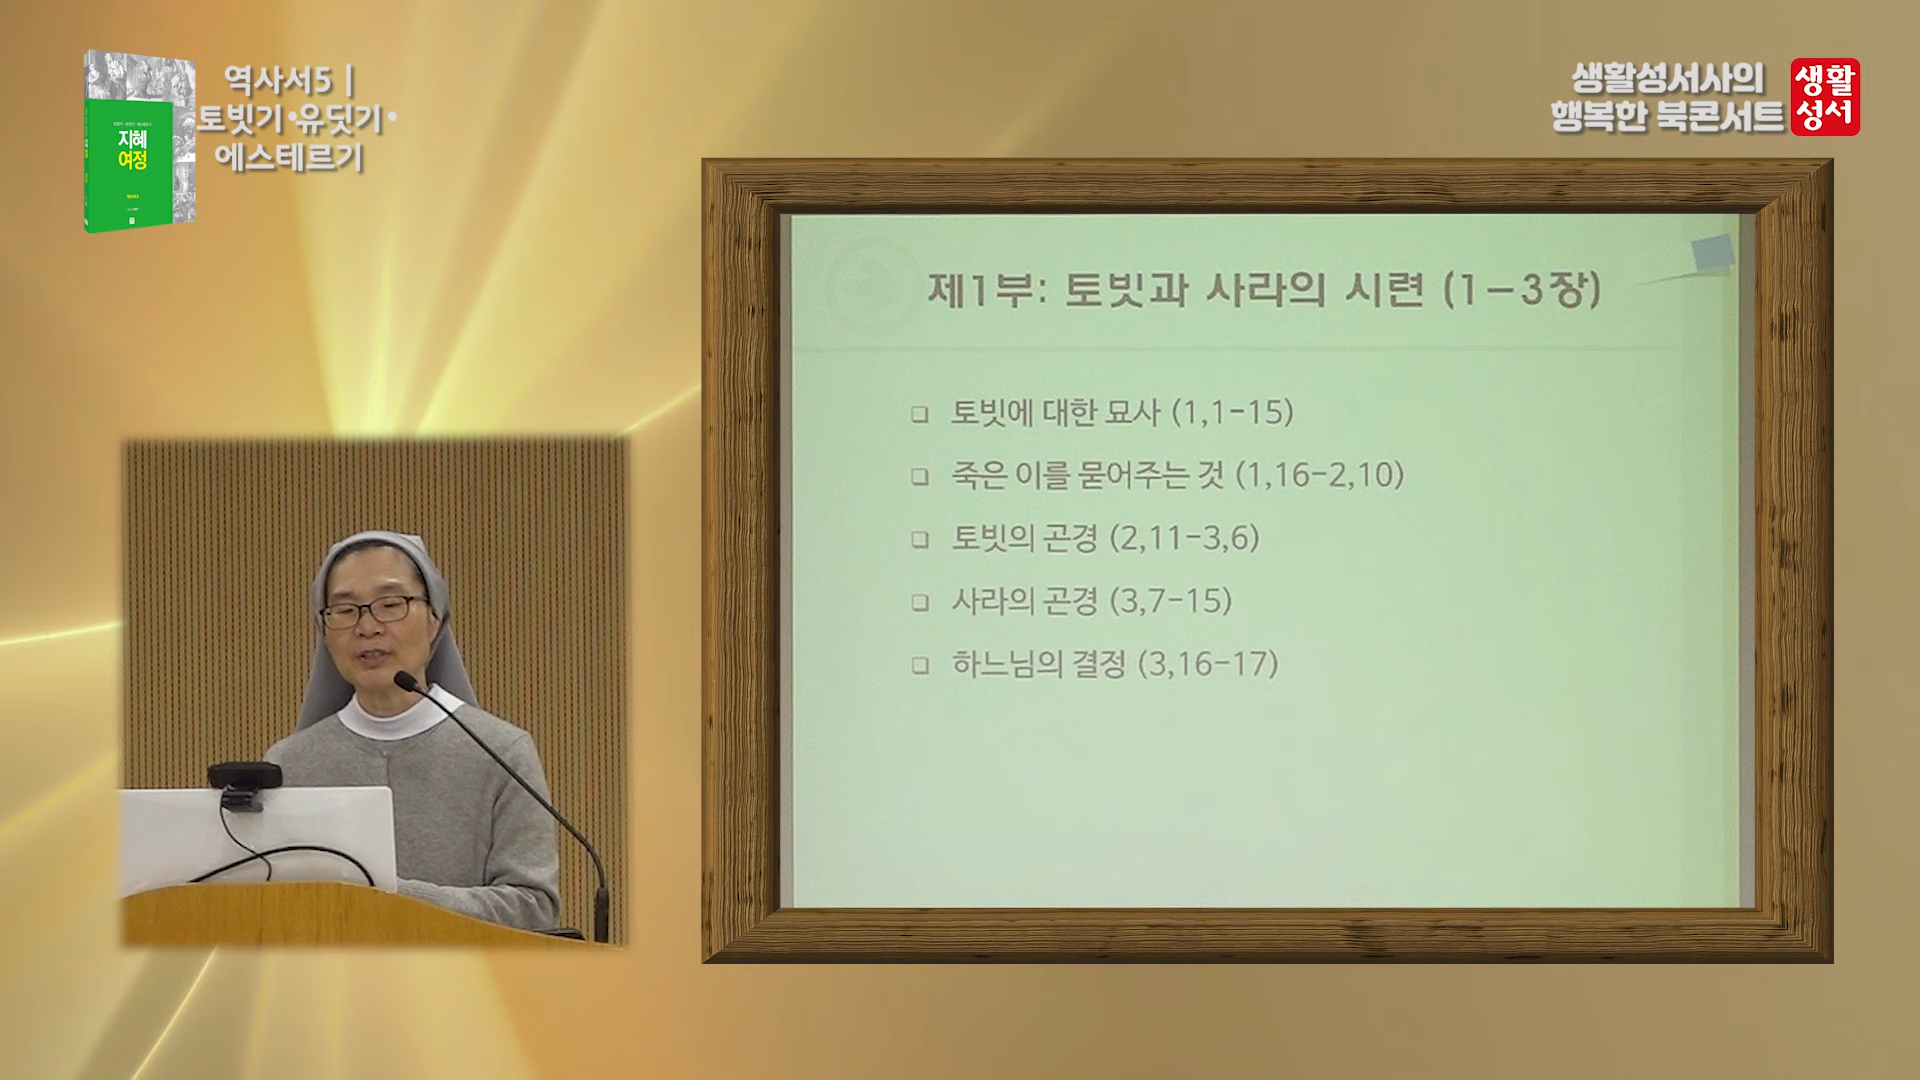 역사서5 |
토빗기·유딧기·
에스테르기
지혜
여정
생활성서사의
행복한 북콘서트
생활
성서
제1부: 토빗과 사라의 시련 (1-3장)
❑ 토빗에 대한 묘사 (1,1-15)
❑ 죽은 이를 묻어주는 것 (1,16-2,10)
❑ 토빗의 곤경 (2,11-3,6)
❑ 사라의 곤경 (3,7-15)
❑ 하느님의 결정 (3,16-17)